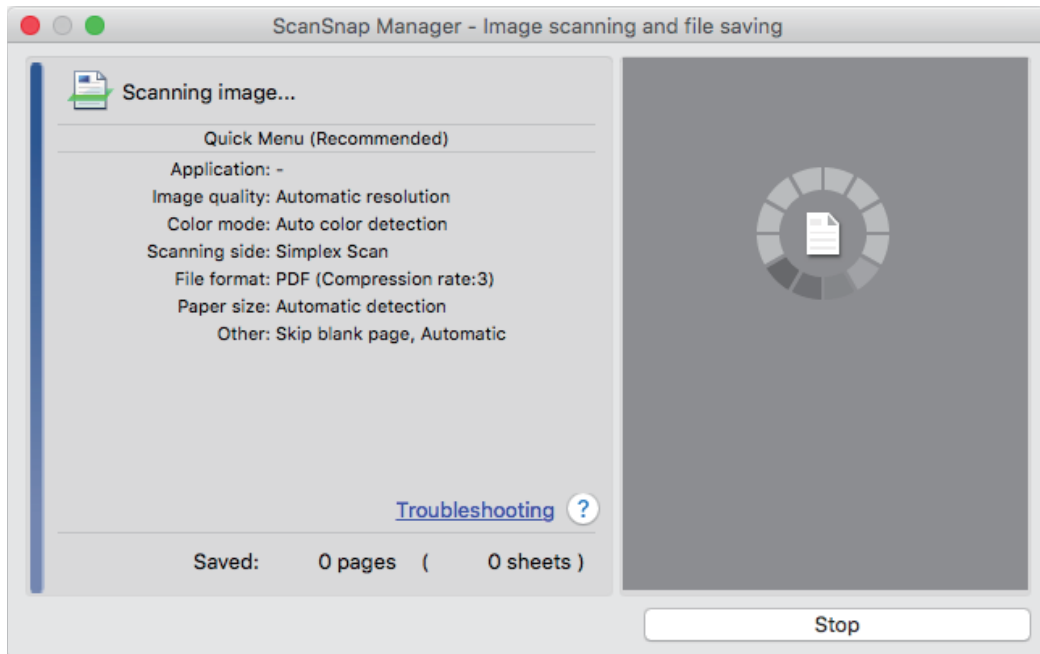 ScanSnap Manager - Image scanning and file saving
Scanning image...
Quick Menu (Recommended)
Application: -
Image quality: Automatic resolution
Color mode: Auto color detection
Scanning side: Simplex Scan
File format: PDF (Compression rate:3)
Paper size: Automatic detection
Other: Skip blank page, Automatic
Troubleshooting ?
Saved: 0 pages ( 0 sheets )
Stop